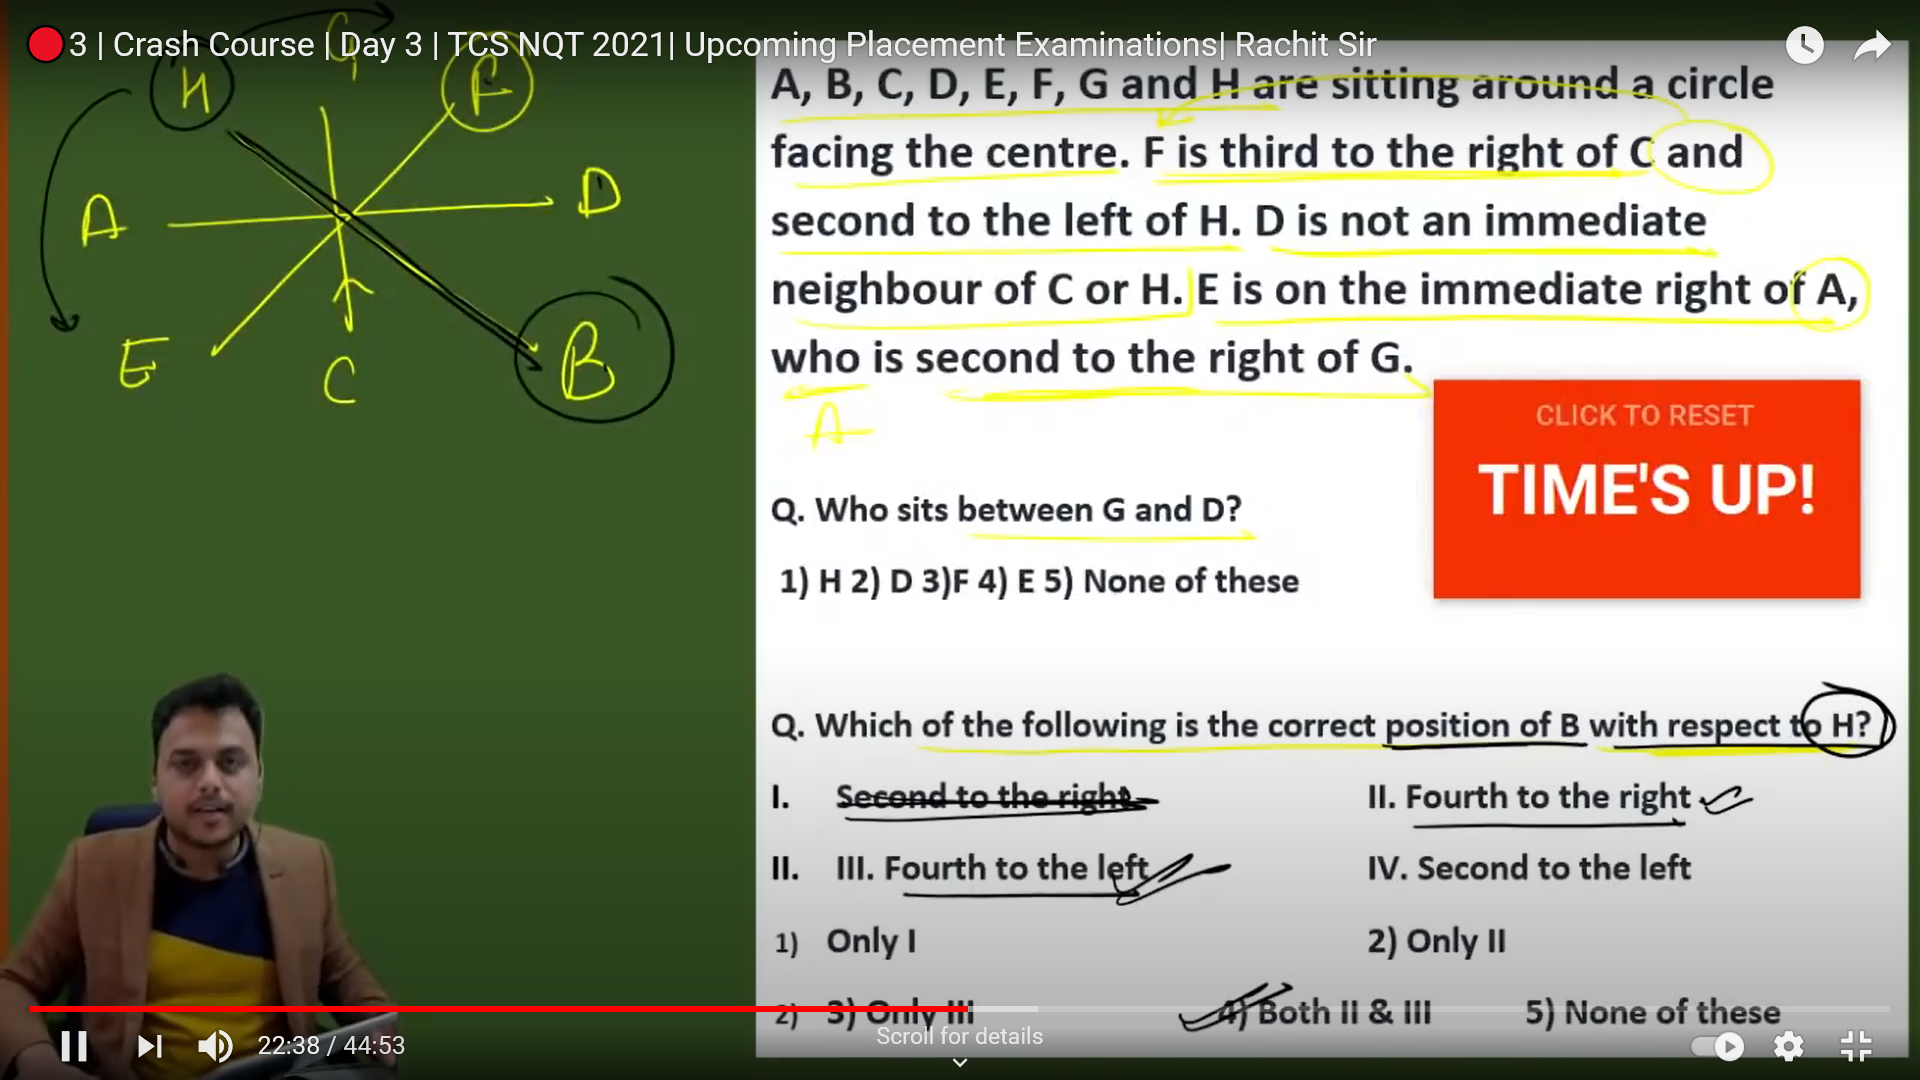 3 | Crash Course | Day 3 | TCS NQT 2021| Upcoming Placement Examinations| Rachit Sir
G
H
F
A
D
E
C
B
A, B, C, D, E, F, G and H are sitting around a circle
facing the centre. F is third to the right of C and
second to the left of H. D is not an immediate
neighbour of C or H. E is on the immediate right of A,
who is second to the right of G.
A
CLICK TO RESET
TIME'S UP!
Q. Who sits between G and D?
1) H 2) D 3)F 4) E 5) None of these
Q. Which of the following is the correct position of B with respect to H?
I. Second to the right II. Fourth to the right
II. III. Fourth to the left IV. Second to the left
1) Only I 2) Only II
2) 3) Only III 4) Both II & III 5) None of these
Scroll for details
22:38 / 44:53